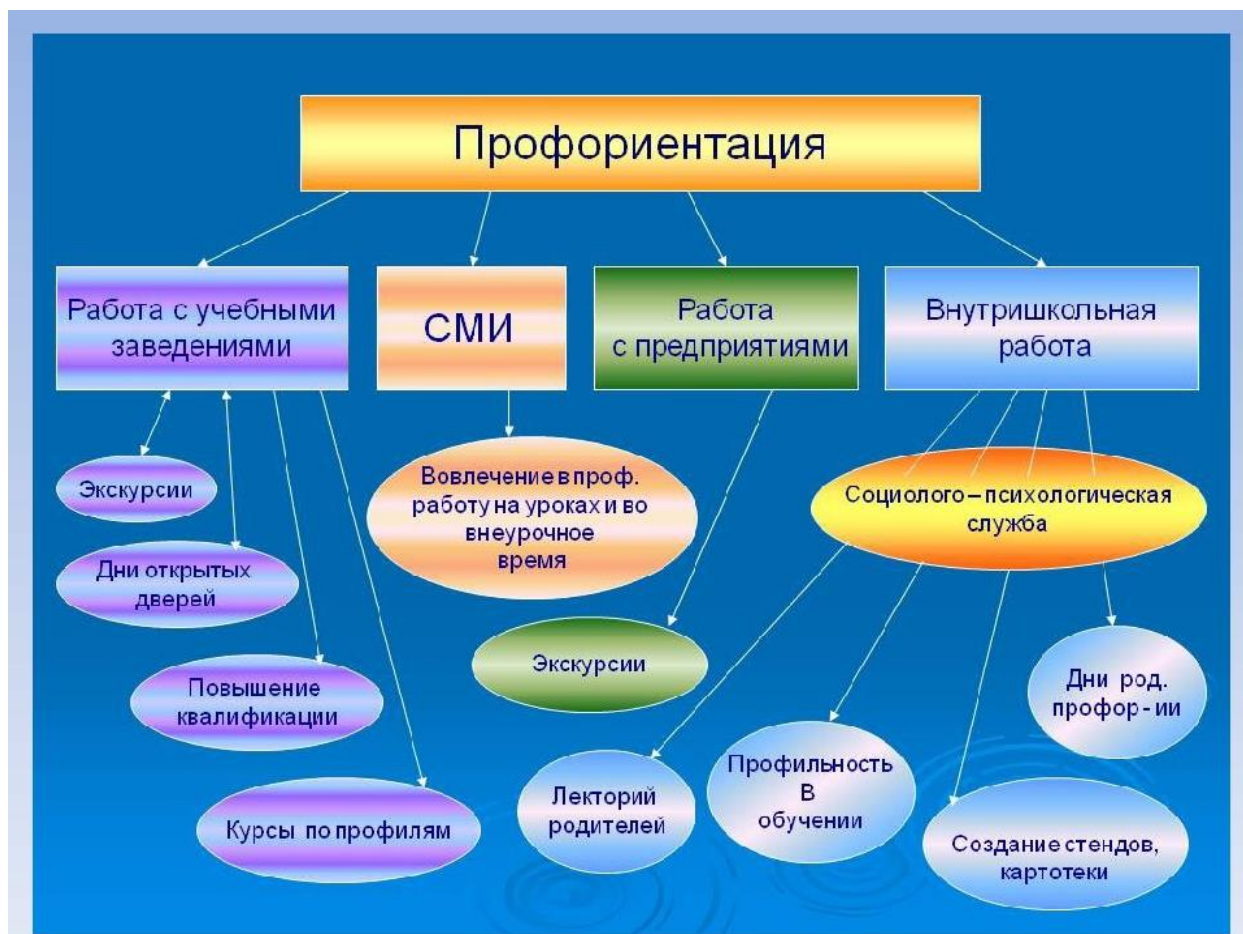 Профориентация
Работа с учебными
заведениями
СМИ
Работа
с предприятиями
Внутришкольная
работа
Экскурсии
Дни открытых
дверей
Повышение
квалификации
Курсы по профилям
Вовлечение в проф.
работу на уроках и во
внеурочное
время
Экскурсии
Социолого – психологическая
служба
Лекторий
родителей
Профильность
В
обучении
Создание стендов,
картотеки
Дни род.
профор - ии